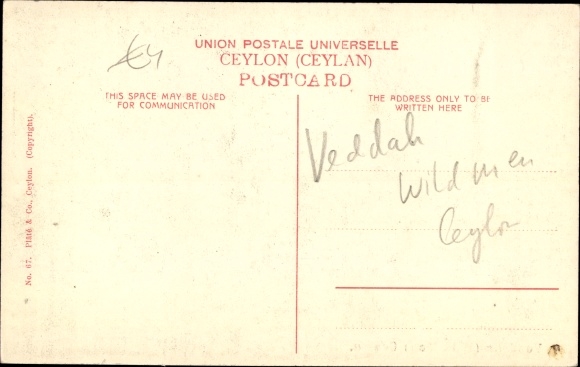 UNION POSTALE UNIVERSELLE
CEYLON (CEYLAN)
POSTCARD
THIS SPACE MAY BE USED
FOR COMMUNICATION
THE ADDRESS ONLY TO BE
WRITTEN HERE
Veddah
Wild men
Ceylon
No. 67. Plâté & Co., Ceylon. (Copyright).